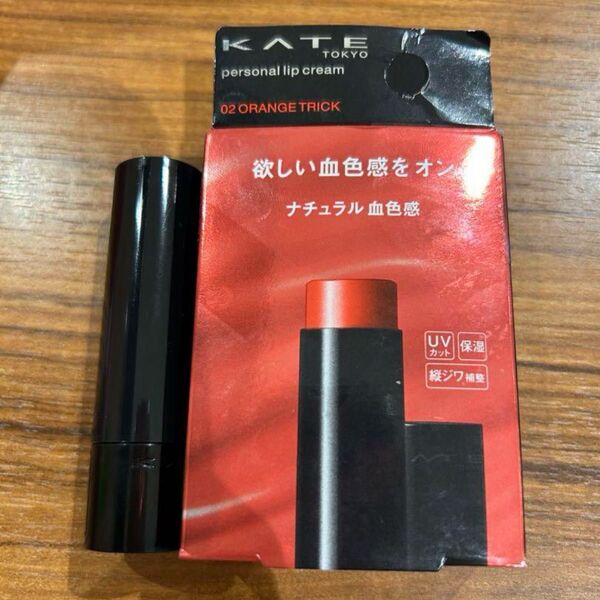 KATE
TOKYO
personal lip cream
02 ORANGE TRICK
欲しい血色感をオン
ナチュラル血色感
UV
カット
保湿
縦ジワ補整